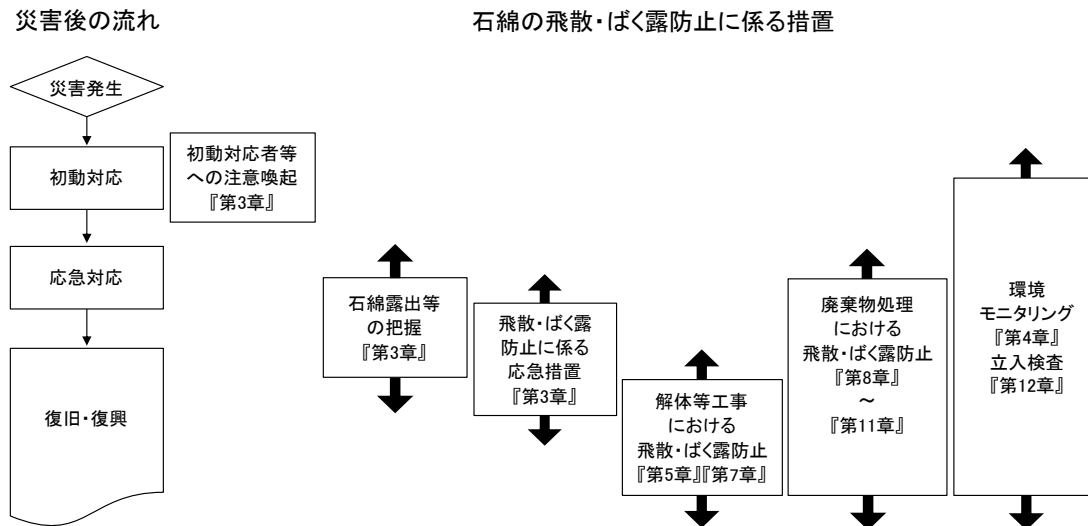 災害後の流れ
石綿の飛散・ばく露防止に係る措置
災害発生
初動対応
初動対応者等
への注意喚起
『第3章』
応急対応
復旧・復興
石綿露出等
の把握
『第3章』
飛散・ばく露
防止に係る
応急措置
『第3章』
解体等工事
における
飛散・ばく露防止
『第5章』『第7章』
廃棄物処理
における
飛散・ばく露防止
『第8章』
～
『第11章』
環境
モニタリング
『第4章』
立入検査
『第12章』